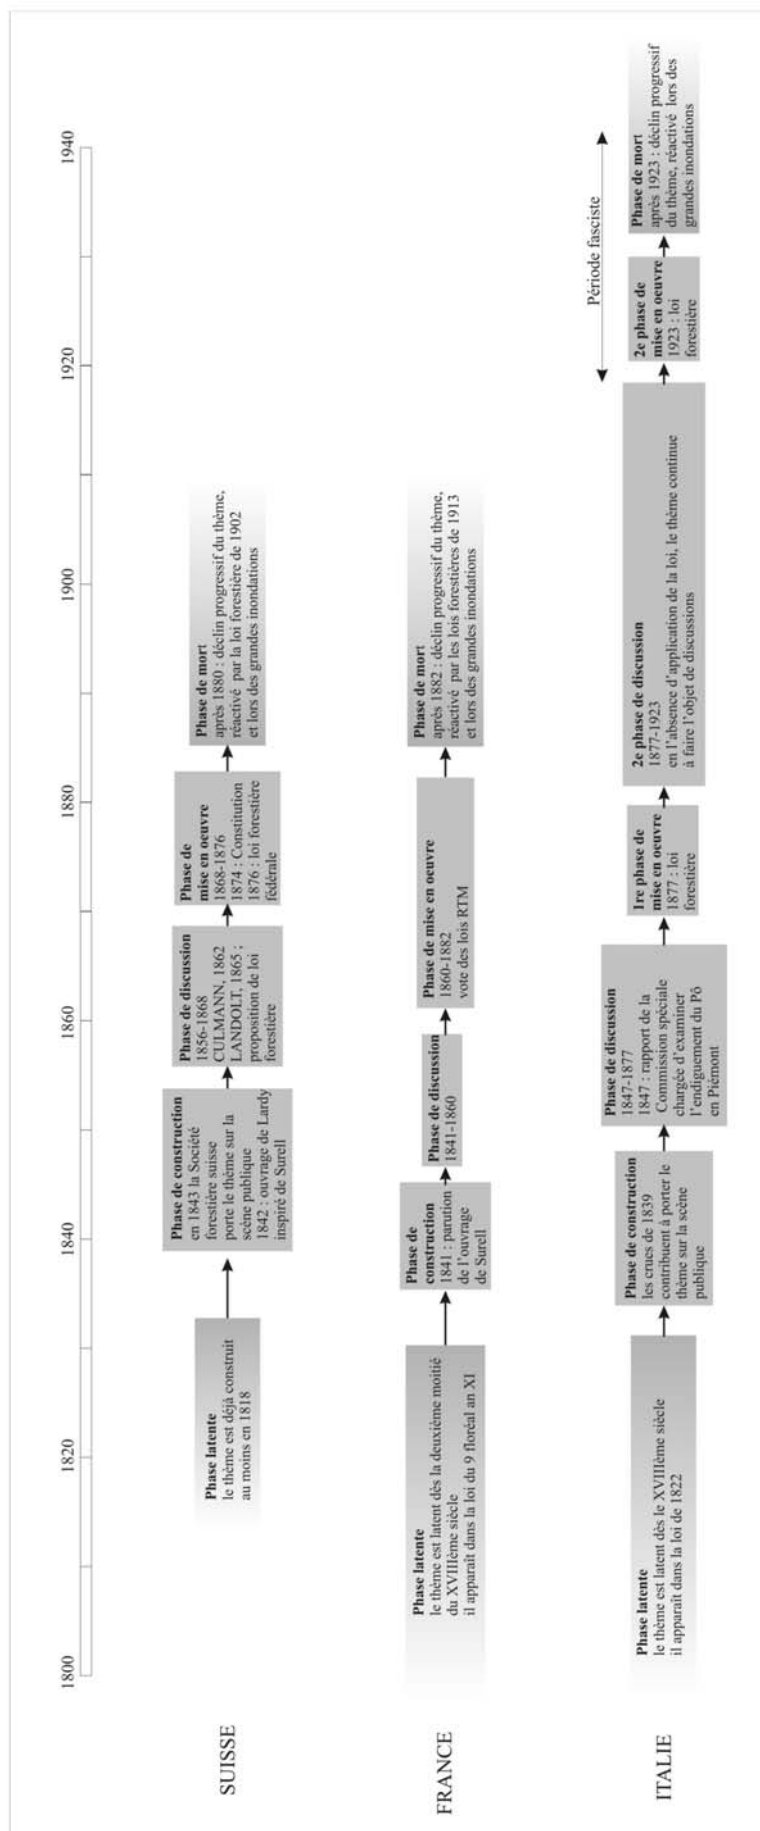 1800
1820
1840
1860
1880
1900
1920
1940
SUISSE
Phase latente
le thème est déjà construit
au moins en 1818
Phase de construction
en 1843 la Société
forestière suisse
porte le thème sur la
scène publique
1842 : ouvrage de Lardy
inspiré de Surell
Phase de discussion
1856-1868
CULMANN, 1862
LANDOLT, 1865 ;
proposition de loi
forestière
Phase de
mise en oeuvre
1868-1876
1874 : Constitution
1876 : loi forestière
fédérale
Phase de mort
après 1880 : déclin progressif du thème,
réactivé par la loi forestière de 1902
et lors des grandes inondations
FRANCE
Phase latente
le thème est latent dès la deuxième moitié
du XVIIIème siècle
il apparaît dans la loi du 9 floréal an XI
Phase de
construction
1841 : parution
de l'ouvrage
de Surell
Phase de discussion
1841-1860
Phase de mise en oeuvre
1860-1882
vote des lois RTM
Phase de mort
après 1882 : déclin progressif du thème,
réactivé par les lois forestières de 1913
et lors des grandes inondations
ITALIE
Phase latente
le thème est latent dès le XVIIIème siècle
il apparaît dans la loi de 1822
Phase de construction
les crues de 1839
contribuent à porter le
thème sur la scène
publique
Phase de discussion
1847-1877
1847 : rapport de la
Commission spéciale
chargée d'examiner
l'endiguement du Pô
en Piémont
1re phase de
mise en oeuvre
1877 : loi
forestière
2e phase de discussion
1877-1923
en l'absence d'application de la loi, le thème continue
à faire l'objet de discussions
Période fasciste
2e phase de
mise en oeuvre
1923 : loi
forestière
Phase de mort
après 1923 : déclin progressif
du thème, réactivé lors des
grandes inondations